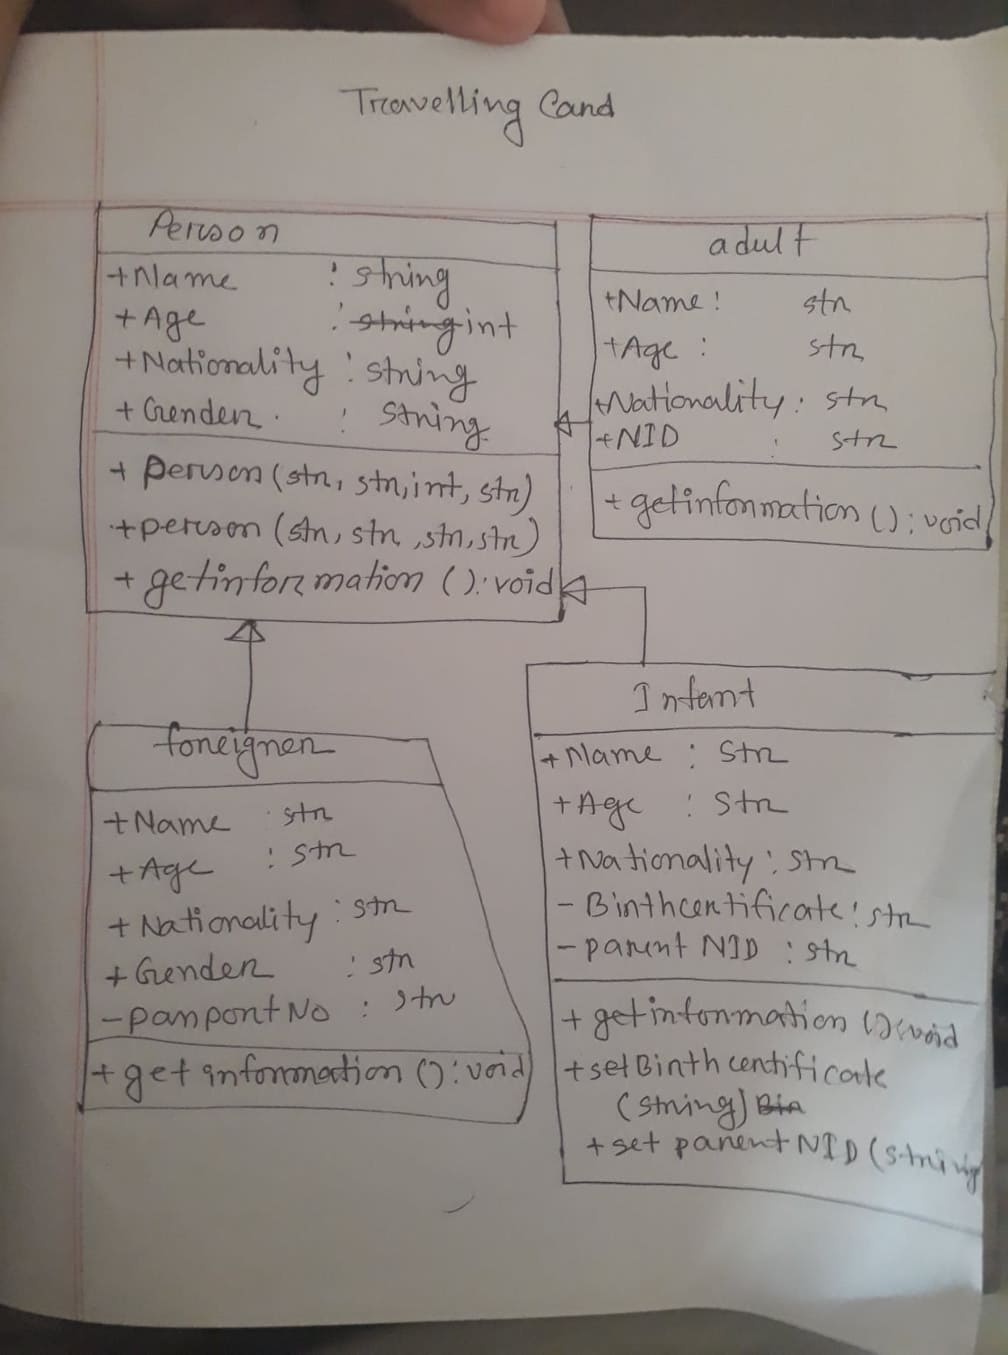 Travelling Card
Person
+Name : string
+Age : string int
+Nationality : string
+Gender : string
+ person (str, str, int, str)
+person (str, str, str, str)
+ getinformation () : void
adult
+Name : str
+Age : str
+Nationality : str
+NID : str
+ getinformation () : void
foreigner
+Name : str
+Age : str
+Nationality : str
+Gender : str
-passport No : str
+get information () : void
Infant
+Name : str
+Age : str
+Nationality : str
- Birthcertificate : str
- parent NID : str
+ getinformation () : void
+setBirth certificate
(string)
+set parent NID (string